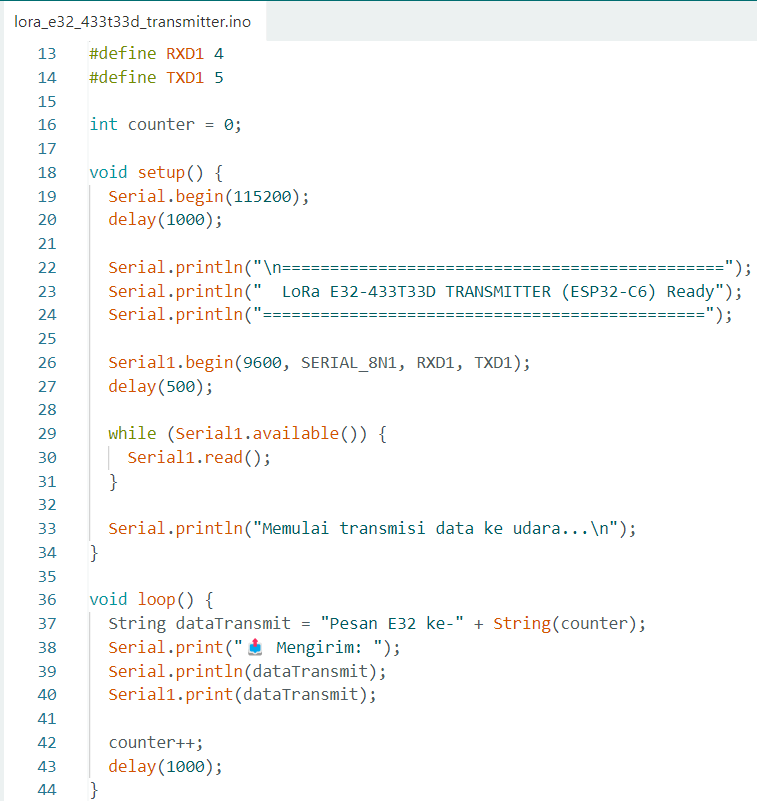 lora_e32_433t33d_transmitter.ino
13 #define RXD1 4
14 #define TXD1 5
15
16 int counter = 0;
17
18 void setup() {
19   Serial.begin(115200);
20   delay(1000);
21
22   Serial.println("\n==============================================");
23   Serial.println("  LoRa E32-433T33D TRANSMITTER (ESP32-C6) Ready");
24   Serial.println("==============================================");
25
26   Serial1.begin(9600, SERIAL_8N1, RXD1, TXD1);
27   delay(500);
28
29   while (Serial1.available()) {
30     Serial1.read();
31   }
32
33   Serial.println("Memulai transmisi data ke udara...\n");
34 }
35
36 void loop() {
37   String dataTransmit = "Pesan E32 ke-" + String(counter);
38   Serial.print("📤 Mengirim: ");
39   Serial.println(dataTransmit);
40   Serial1.print(dataTransmit);
41
42   counter++;
43   delay(1000);
44 }